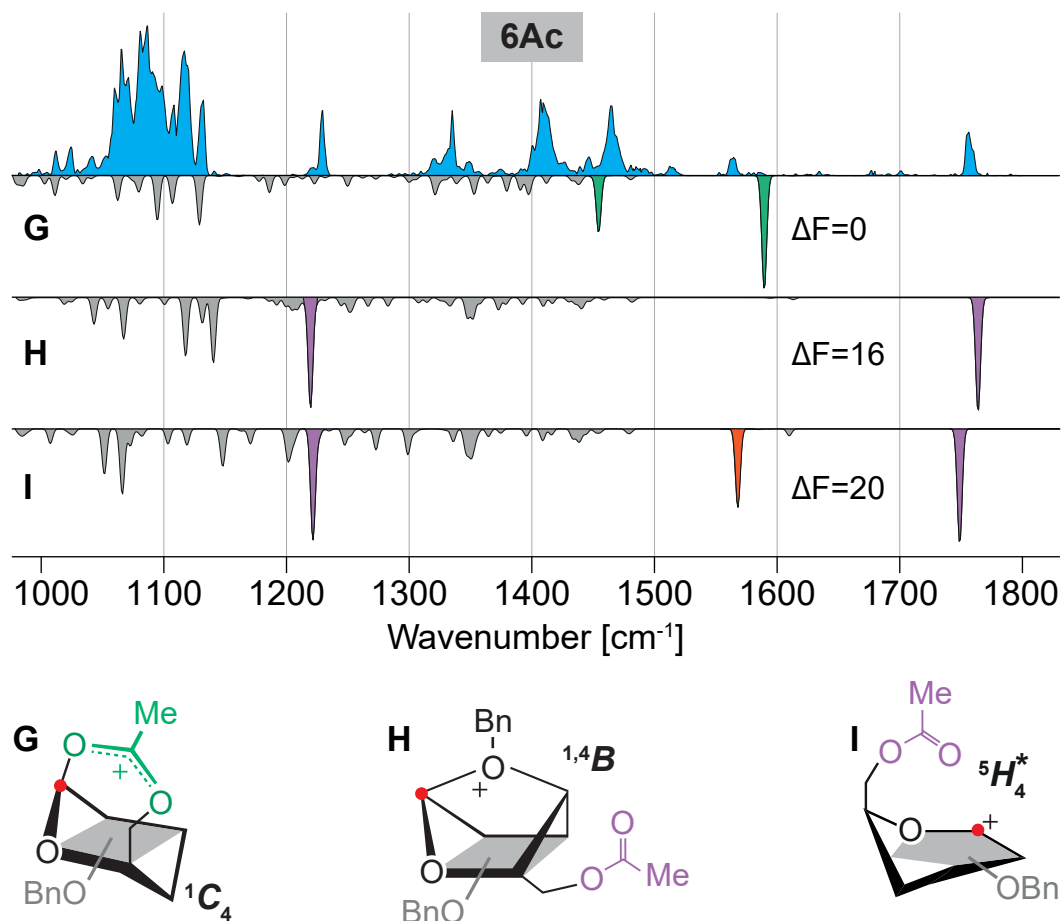 6Ac
G ΔF=0
H ΔF=16
I ΔF=20
1000 1100 1200 1300 1400 1500 1600 1700 1800
Wavenumber [cm⁻¹]
G
Me
O
+
O
O
BnO
¹C₄
H
Bn
O
+
¹,⁴B
O
O
O
Me
BnO
I
Me
O
O
⁵H₄*
O
+
OBn